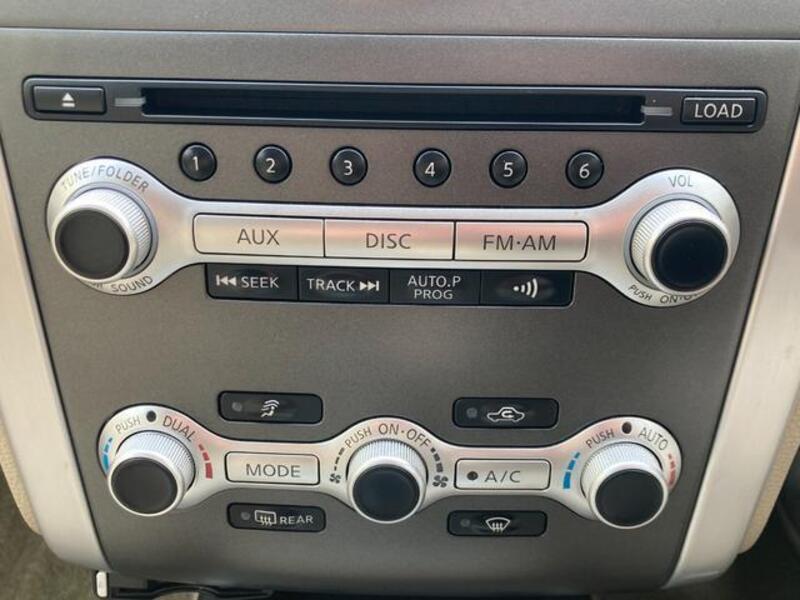 LOAD
1 2 3 4 5 6
TUNE/FOLDER
VOL
AUX DISC FM·AM
SEEK TRACK AUTO.P
PROG
SOUND
PUSH ON
PUSH DUAL
PUSH ON·OFF
PUSH AUTO
MODE
A/C
REAR